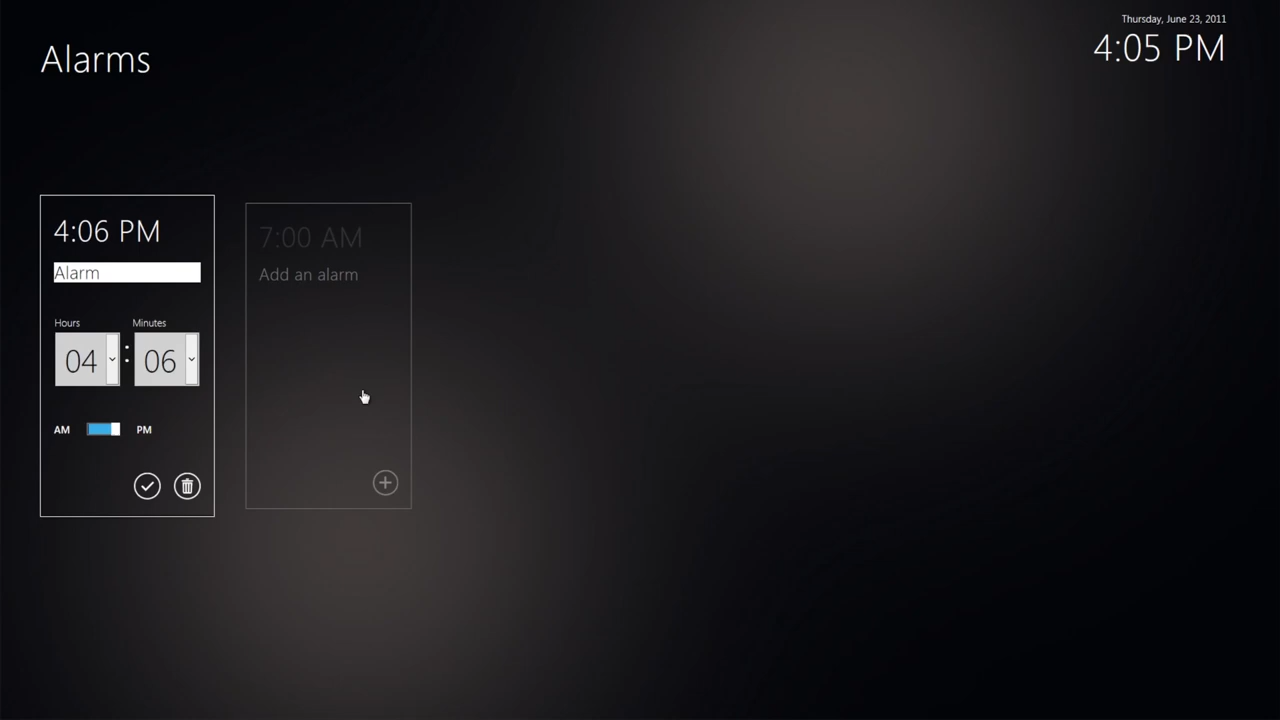 Thursday, June 23, 2011
4:05 PM
Alarms
4:06 PM
Alarm
Hours
Minutes
04 : 06
AM
PM
7:00 AM
Add an alarm